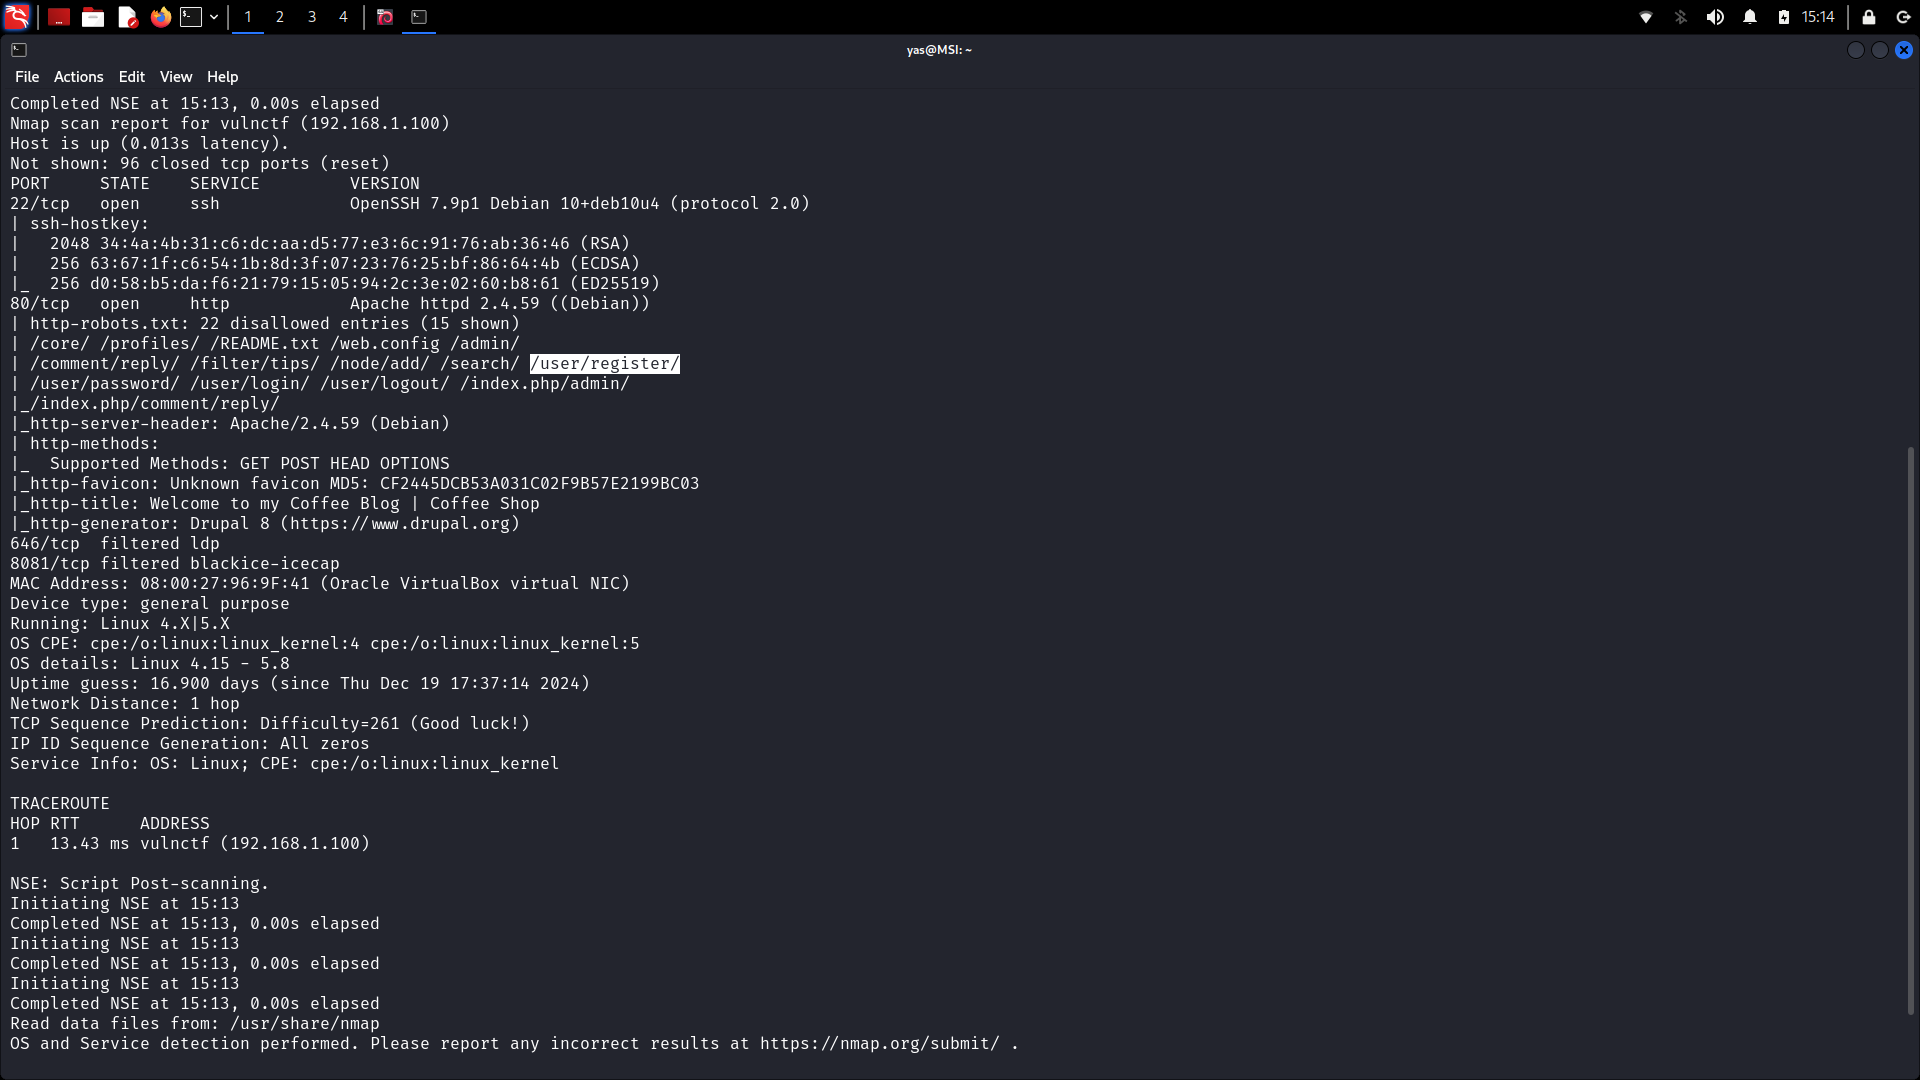 1 2 3 4 15:14
yas@MSI: ~
File Actions Edit View Help
Completed NSE at 15:13, 0.00s elapsed
Nmap scan report for vulnctf (192.168.1.100)
Host is up (0.013s latency).
Not shown: 96 closed tcp ports (reset)
PORT     STATE    SERVICE         VERSION
22/tcp   open     ssh             OpenSSH 7.9p1 Debian 10+deb10u4 (protocol 2.0)
| ssh-hostkey:
|   2048 34:4a:4b:31:c6:dc:aa:d5:77:e3:6c:91:76:ab:36:46 (RSA)
|   256 63:67:1f:c6:54:1b:8d:3f:07:23:76:25:bf:86:64:4b (ECDSA)
|_  256 d0:58:b5:da:f6:21:79:15:05:94:2c:3e:02:60:b8:61 (ED25519)
80/tcp   open     http            Apache httpd 2.4.59 ((Debian))
| http-robots.txt: 22 disallowed entries (15 shown)
| /core/ /profiles/ /README.txt /web.config /admin/
| /comment/reply/ /filter/tips/ /node/add/ /search/ /user/register/
| /user/password/ /user/login/ /user/logout/ /index.php/admin/
|_/index.php/comment/reply/
|_http-server-header: Apache/2.4.59 (Debian)
| http-methods:
|_  Supported Methods: GET POST HEAD OPTIONS
|_http-favicon: Unknown favicon MD5: CF2445DCB53A031C02F9B57E2199BC03
|_http-title: Welcome to my Coffee Blog | Coffee Shop
|_http-generator: Drupal 8 (https://www.drupal.org)
646/tcp  filtered ldp
8081/tcp filtered blackice-icecap
MAC Address: 08:00:27:96:9F:41 (Oracle VirtualBox virtual NIC)
Device type: general purpose
Running: Linux 4.X|5.X
OS CPE: cpe:/o:linux:linux_kernel:4 cpe:/o:linux:linux_kernel:5
OS details: Linux 4.15 - 5.8
Uptime guess: 16.900 days (since Thu Dec 19 17:37:14 2024)
Network Distance: 1 hop
TCP Sequence Prediction: Difficulty=261 (Good luck!)
IP ID Sequence Generation: All zeros
Service Info: OS: Linux; CPE: cpe:/o:linux:linux_kernel
TRACEROUTE
HOP RTT      ADDRESS
1   13.43 ms vulnctf (192.168.1.100)
NSE: Script Post-scanning.
Initiating NSE at 15:13
Completed NSE at 15:13, 0.00s elapsed
Initiating NSE at 15:13
Completed NSE at 15:13, 0.00s elapsed
Initiating NSE at 15:13
Completed NSE at 15:13, 0.00s elapsed
Read data files from: /usr/share/nmap
OS and Service detection performed. Please report any incorrect results at https://nmap.org/submit/ .